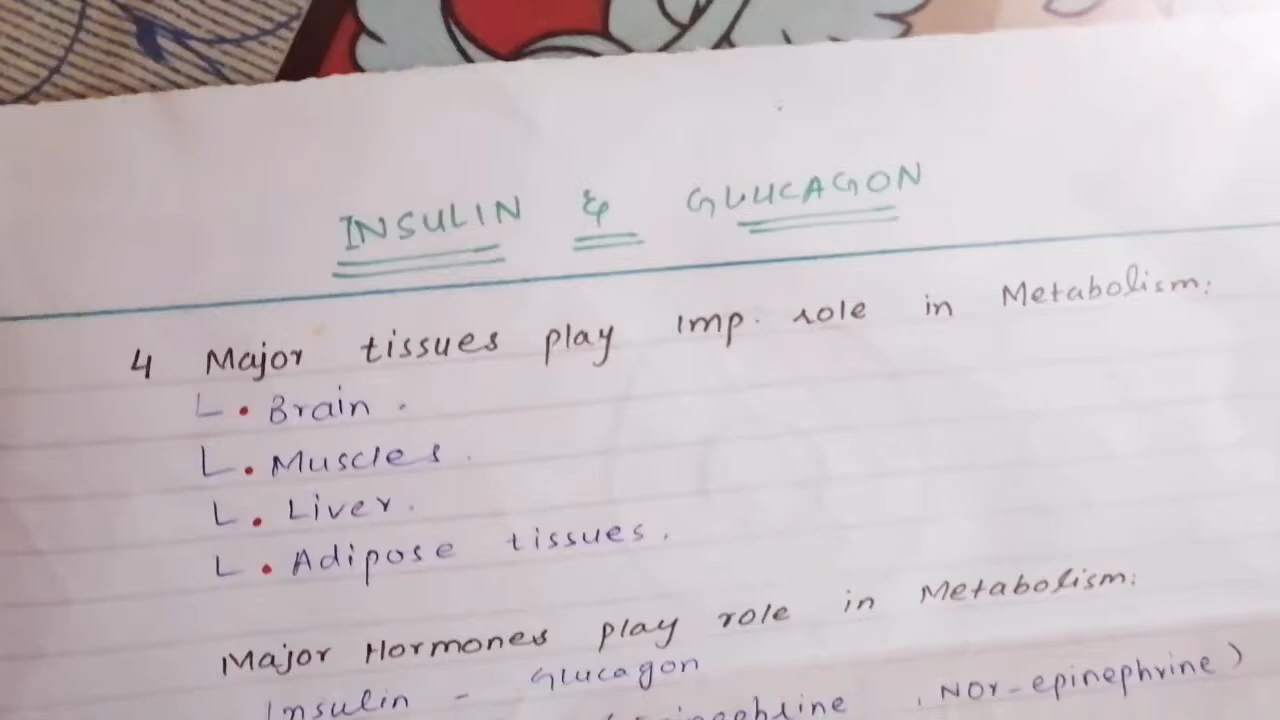 INSULIN & GLUCAGON
4 Major tissues play imp. role in Metabolism:
• Brain.
• Muscles.
• Liver.
• Adipose tissues.
Major Hormones play role in Metabolism:
Insulin - Glucagon
, Nor-epinephrine)